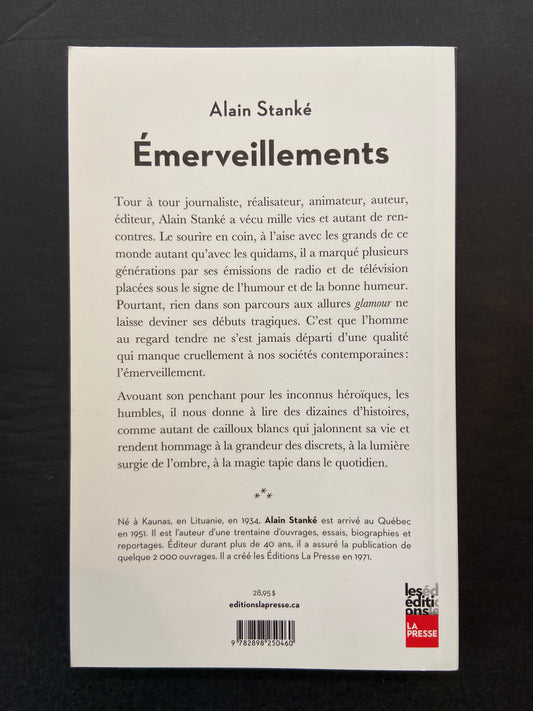 Alain Stanké
Émerveillements
Tour à tour journaliste, réalisateur, animateur, auteur,
éditeur, Alain Stanké a vécu mille vies et autant de ren-
contres. Le sourire en coin, à l'aise avec les grands de ce
monde autant qu'avec les quidams, il a marqué plusieurs
générations par ses émissions de radio et de télévision
placées sous le signe de l'humour et de la bonne humeur.
Pourtant, rien dans son parcours aux allures glamour ne
laisse deviner ses débuts tragiques. C'est que l'homme
au regard tendre ne s'est jamais départi d'une qualité
qui manque cruellement à nos sociétés contemporaines :
l'émerveillement.
Avouant son penchant pour les inconnus héroïques, les
humbles, il nous donne à lire des dizaines d'histoires,
comme autant de cailloux blancs qui jalonnent sa vie et
rendent hommage à la grandeur des discrets, à la lumière
surgie de l'ombre, à la magie tapie dans le quotidien.
***
Né à Kaunas, en Lituanie, en 1934, Alain Stanké est arrivé au Québec
en 1951. Il est l'auteur d'une trentaine d'ouvrages, essais, biographies et
reportages. Éditeur durant plus de 40 ans, il a assuré la publication de
quelque 2 000 ouvrages. Il a créé les Éditions La Presse en 1971.
28,95 $
editionslapresse.ca
9 782898 250460
leséd
éditi
ons
LA
PRESSE